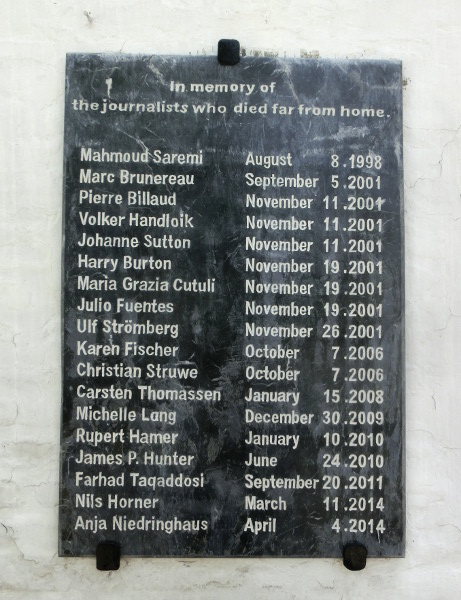 In memory of
the journalists who died far from home.
Mahmoud Saremi August 8.1998
Marc Brunereau September 5.2001
Pierre Billaud November 11.2001
Volker Handloik November 11.2001
Johanne Sutton November 11.2001
Harry Burton November 19.2001
Maria Grazia Cutuli November 19.2001
Julio Fuentes November 19.2001
Ulf Strömberg November 26.2001
Karen Fischer October 7.2006
Christian Struwe October 7.2006
Carsten Thomassen January 15.2008
Michelle Lang December 30.2009
Rupert Hamer January 10.2010
James P. Hunter June 24.2010
Farhad Taqaddosi September 20.2011
Nils Horner March 11.2014
Anja Niedringhaus April 4.2014